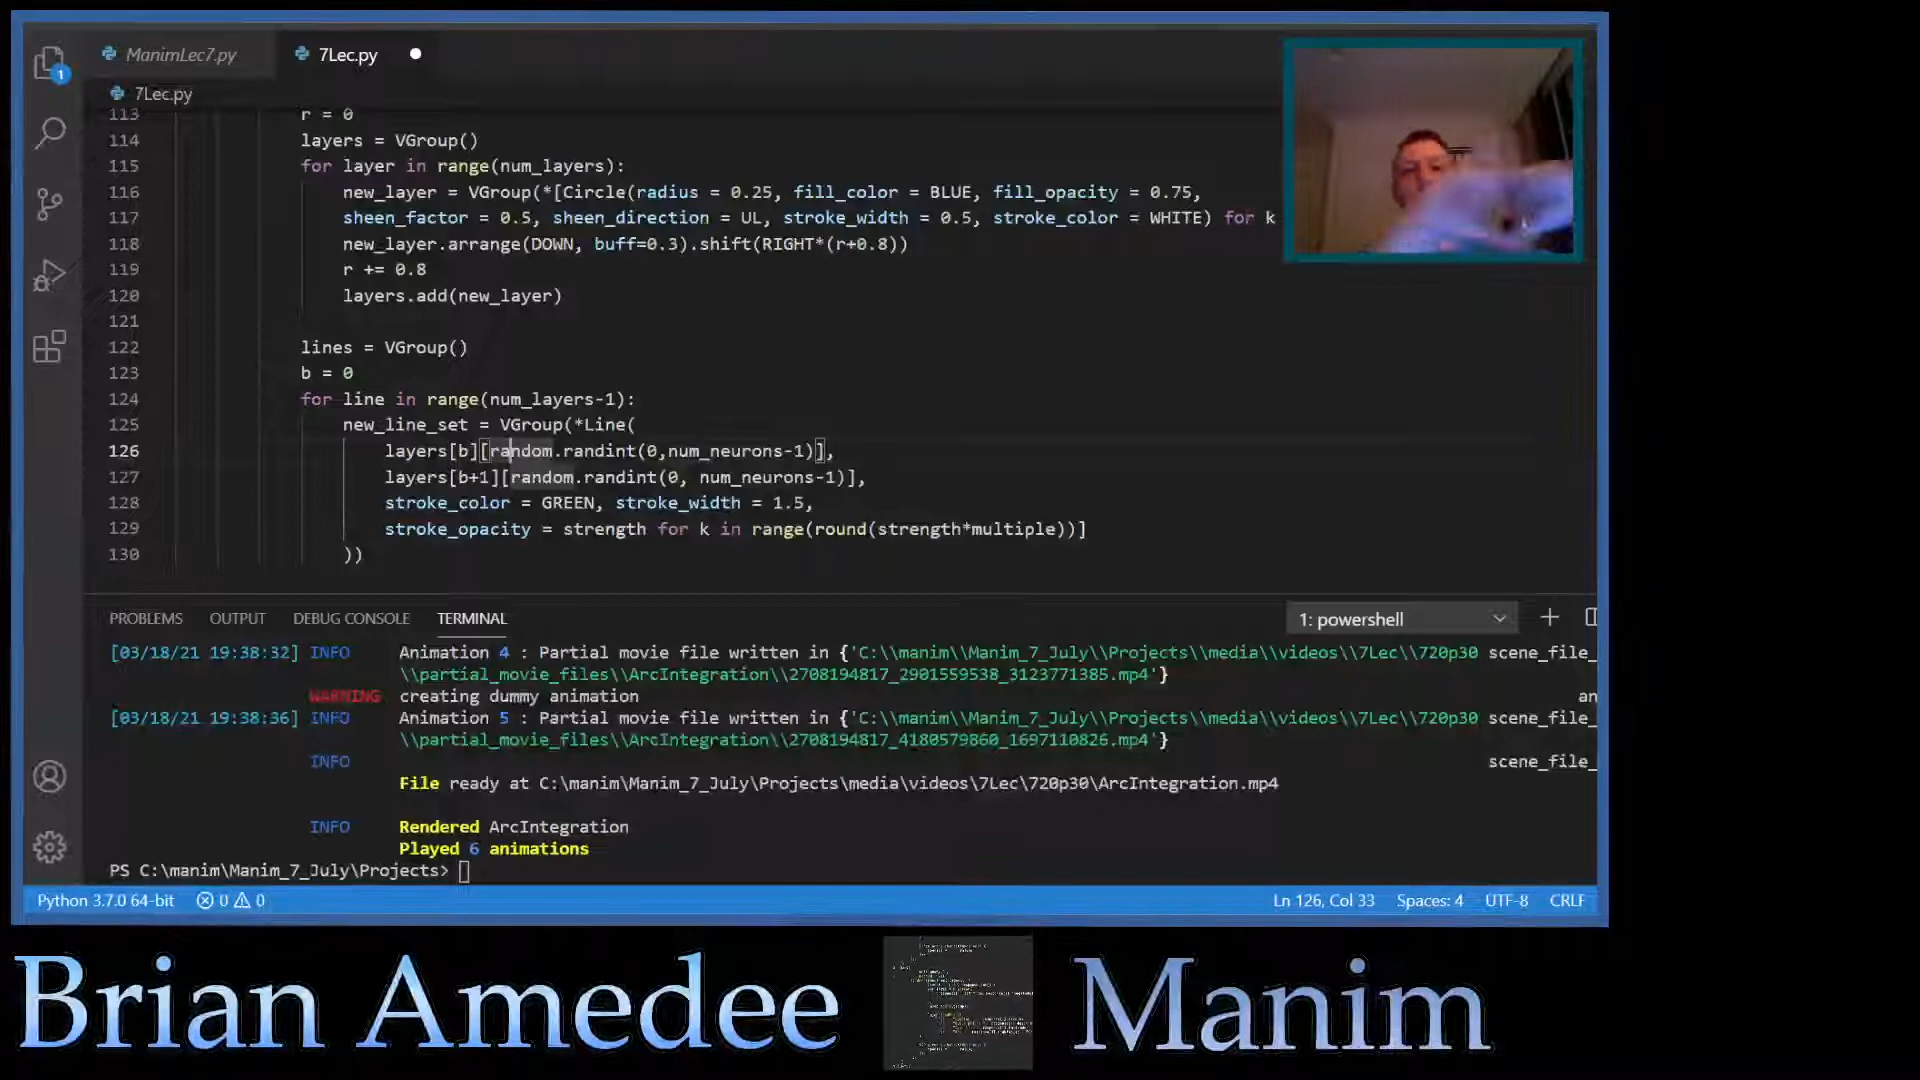 ManimLec7.py
7Lec.py
1
7Lec.py
113 r = 0
114 layers = VGroup()
115 for layer in range(num_layers):
116 new_layer = VGroup(*[Circle(radius = 0.25, fill_color = BLUE, fill_opacity = 0.75,
117 sheen_factor = 0.5, sheen_direction = UL, stroke_width = 0.5, stroke_color = WHITE) for k
118 new_layer.arrange(DOWN, buff=0.3).shift(RIGHT*(r+0.8))
119 r += 0.8
120 layers.add(new_layer)
121
122 lines = VGroup()
123 b = 0
124 for line in range(num_layers-1):
125 new_line_set = VGroup(*Line(
126 layers[b][random.randint(0,num_neurons-1)],
127 layers[b+1][random.randint(0, num_neurons-1)],
128 stroke_color = GREEN, stroke_width = 1.5,
129 stroke_opacity = strength for k in range(round(strength*multiple))]
130 ))
PROBLEMS OUTPUT DEBUG CONSOLE TERMINAL 1: powershell
[03/18/21 19:38:32] INFO Animation 4 : Partial movie file written in {'C:\\manim\\Manim_7_July\\Projects\\media\\videos\\7Lec\\720p30 scene_file_
\\partial_movie_files\\ArcIntegration\\2708194817_2901559538_3123771385.mp4'}
WARNING creating dummy animation an
[03/18/21 19:38:36] INFO Animation 5 : Partial movie file written in {'C:\\manim\\Manim_7_July\\Projects\\media\\videos\\7Lec\\720p30 scene_file_
\\partial_movie_files\\ArcIntegration\\2708194817_4180579860_1697110826.mp4'}
INFO scene_file_
File ready at C:\manim\Manim_7_July\Projects\media\videos\7Lec\720p30\ArcIntegration.mp4
INFO Rendered ArcIntegration
Played 6 animations
PS C:\manim\Manim_7_July\Projects>
Python 3.7.0 64-bit 0 0 Ln 126, Col 33 Spaces: 4 UTF-8 CRLF
Brian Amedee Manim